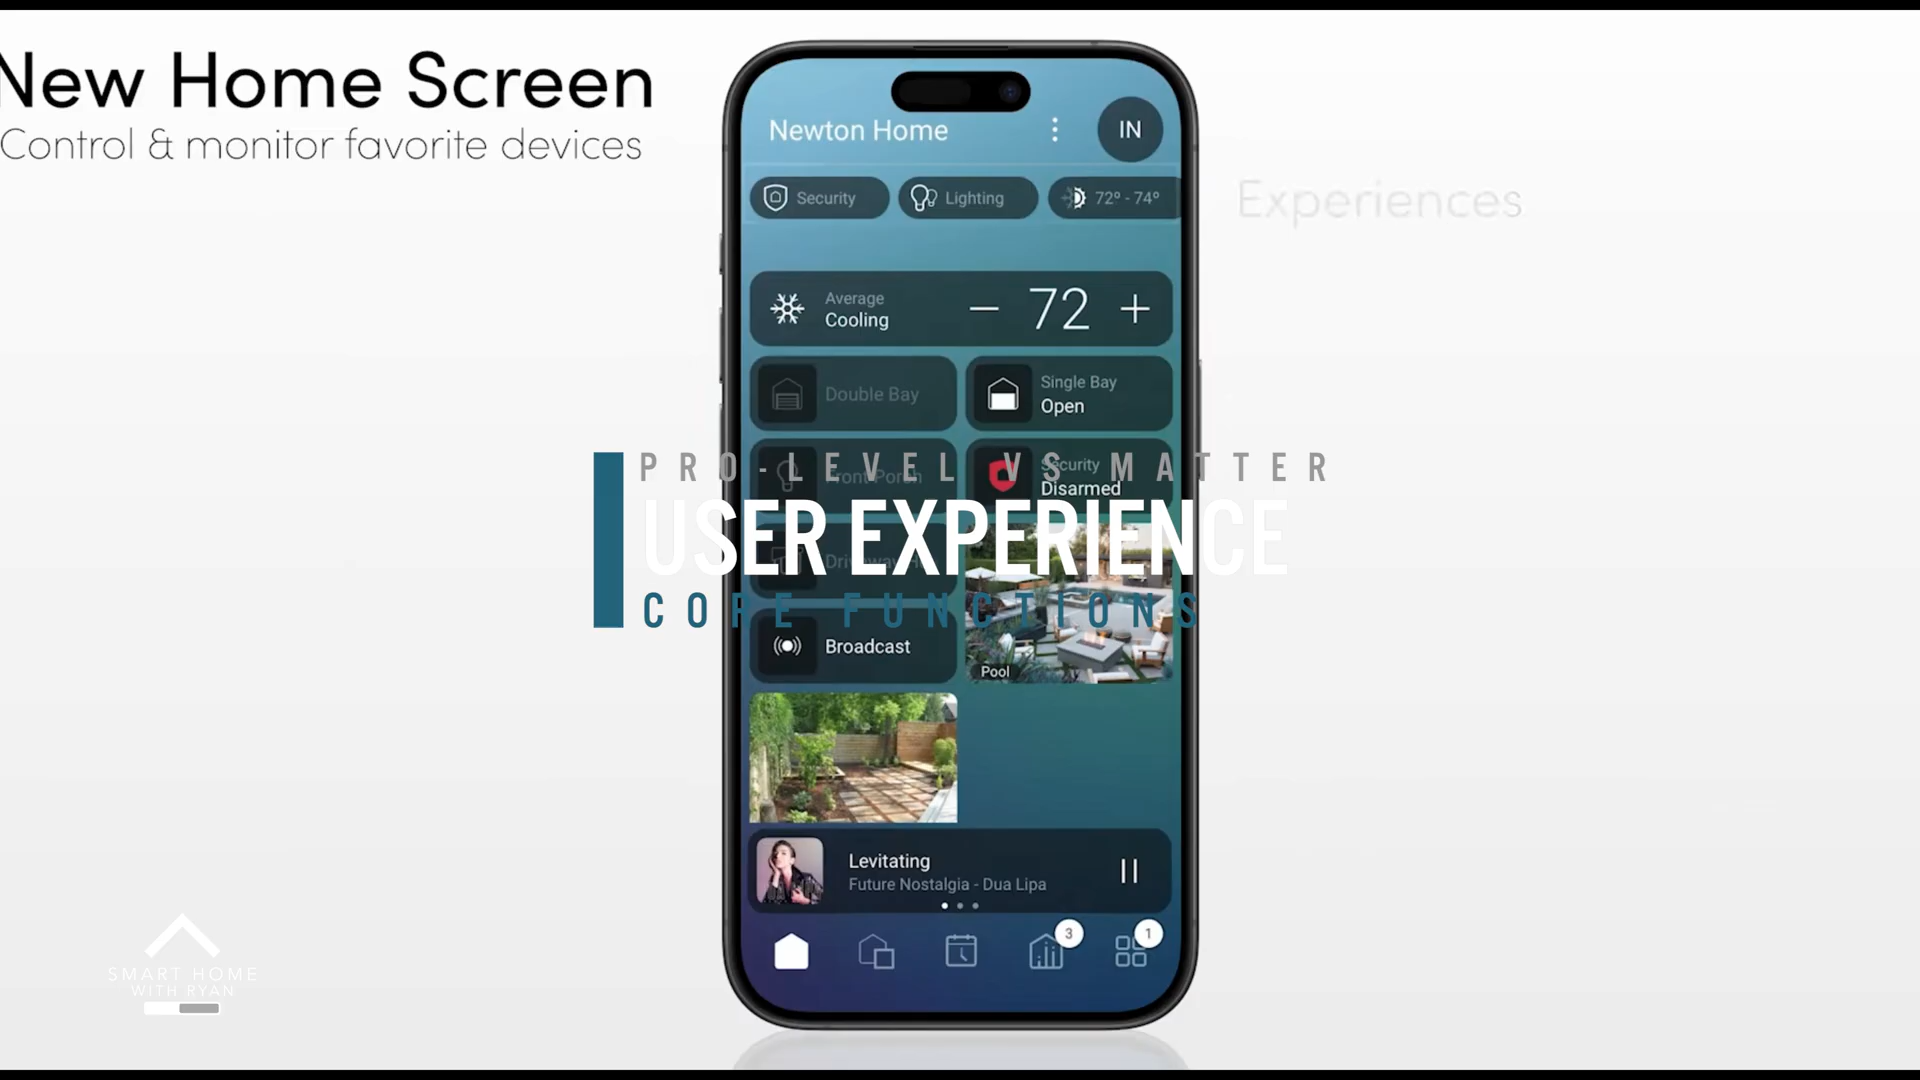 New Home Screen
Control & monitor favorite devices
Experiences
Newton Home
IN
Security
Lighting
72° - 74°
Average
Cooling
72
Double Bay
Single Bay
Open
Front Porch
Security
Disarmed
PRO-LEVEL VS MATTER
USER EXPERIENCE
CORE FUNCTIONS
Broadcast
Pool
Levitating
Future Nostalgia - Dua Lipa
3
1
SMART HOME
WITH RYAN